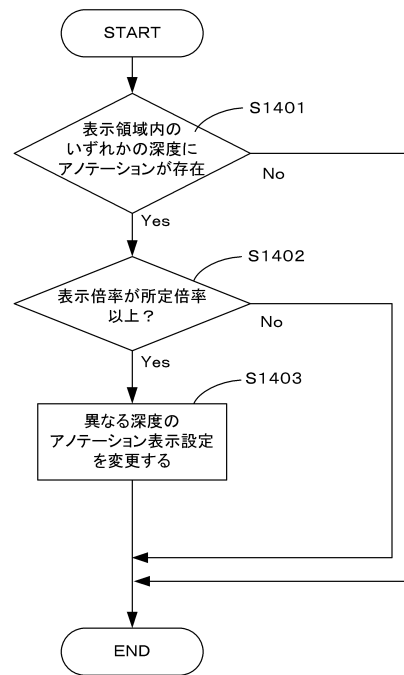 START
S1401
表示領域内の
いずれかの深度に
アノテーションが存在
No
Yes
S1402
表示倍率が所定倍率
以上？
No
Yes
S1403
異なる深度の
アノテーション表示設定
を変更する
END